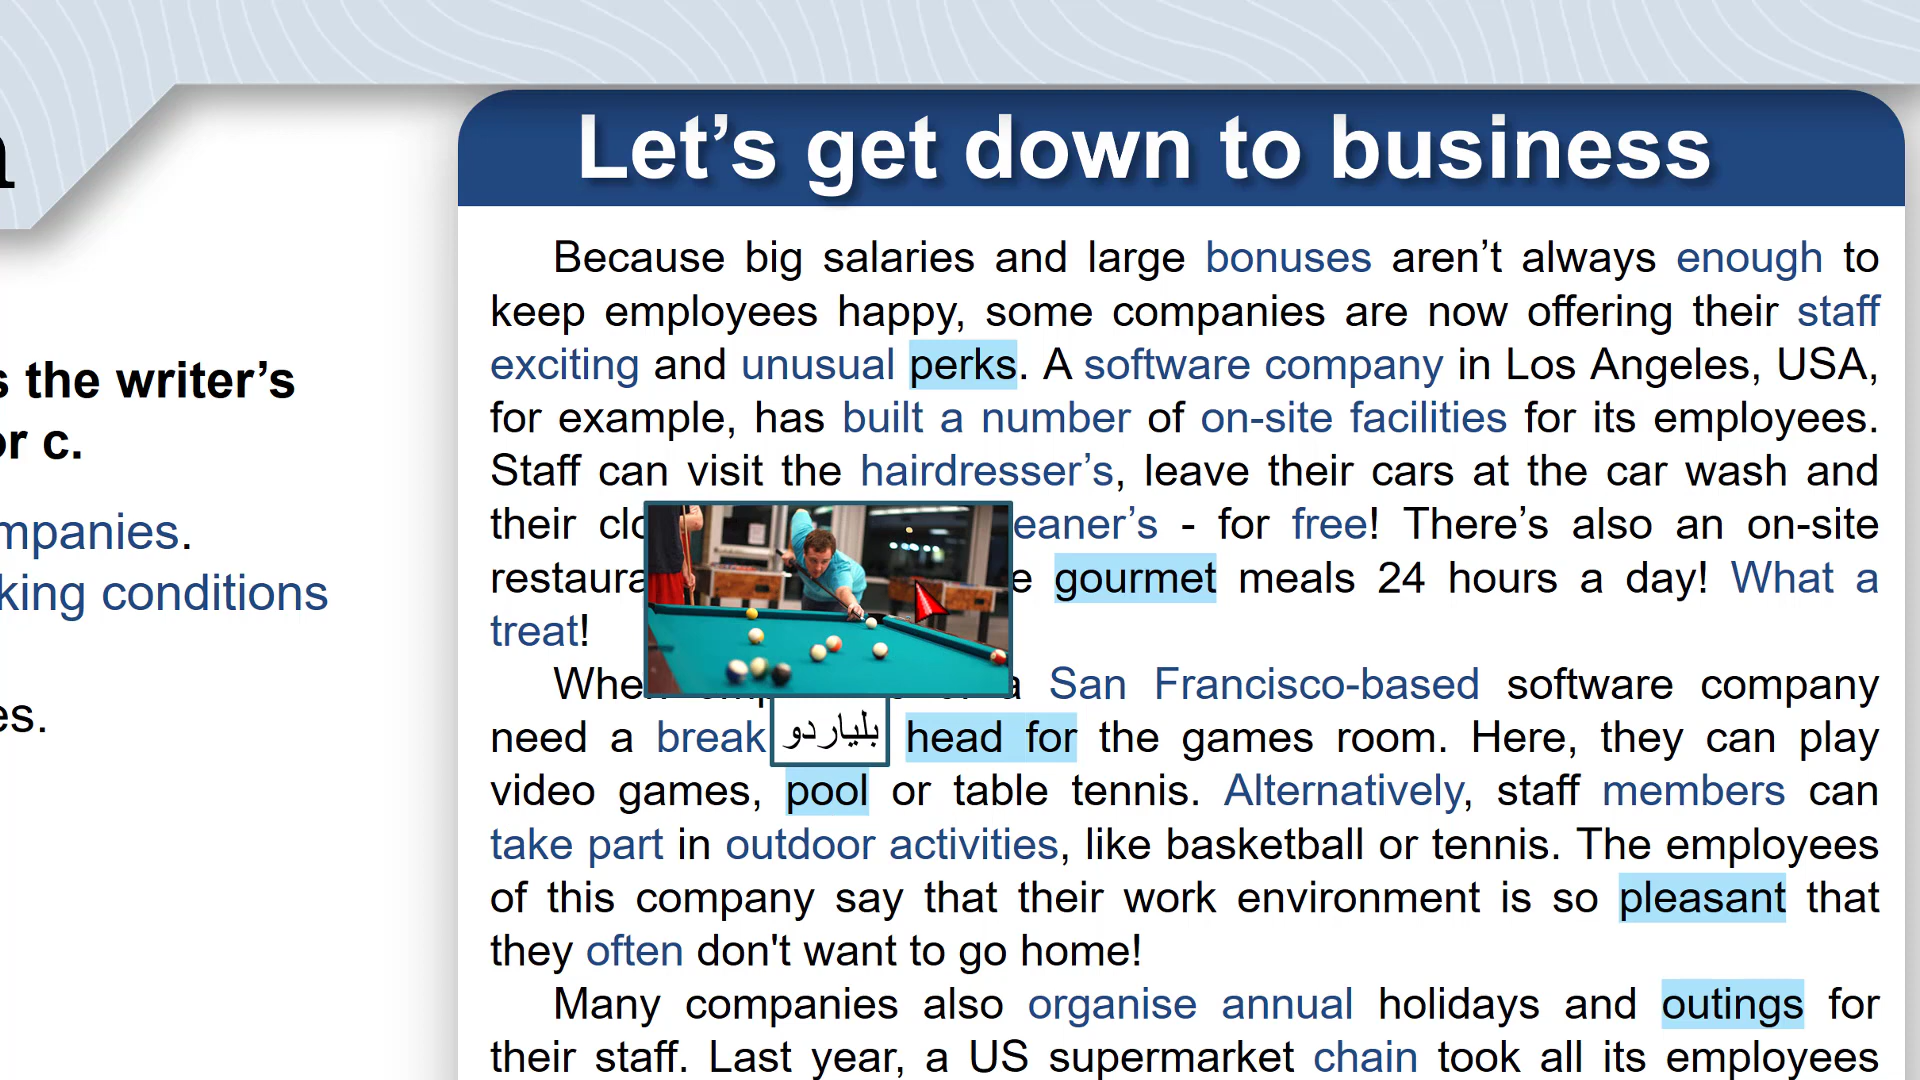 Let’s get down to business
s the writer’s
or c.
mpanies.
king conditions
es.
Because big salaries and large bonuses aren’t always enough to
keep employees happy, some companies are now offering their staff
exciting and unusual perks. A software company in Los Angeles, USA,
for example, has built a number of on-site facilities for its employees.
Staff can visit the hairdresser’s, leave their cars at the car wash and
their clo eaner’s - for free! There’s also an on-site
restaura e gourmet meals 24 hours a day! What a
treat!
When a San Francisco-based software company
need a break بلیاردو head for the games room. Here, they can play
video games, pool or table tennis. Alternatively, staff members can
take part in outdoor activities, like basketball or tennis. The employees
of this company say that their work environment is so pleasant that
they often don't want to go home!
Many companies also organise annual holidays and outings for
their staff. Last year, a US supermarket chain took all its employees